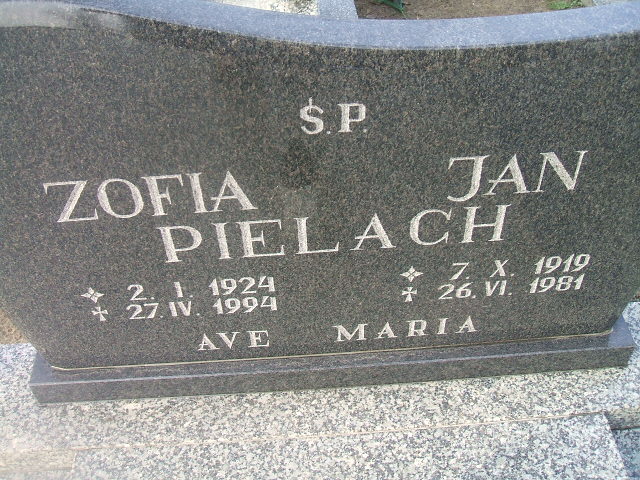 Ś.P.
ZOFIA JAN
PIELACH
2. I. 1924 7. X. 1919
27. IV. 1994 26. VI. 1981
AVE MARIA